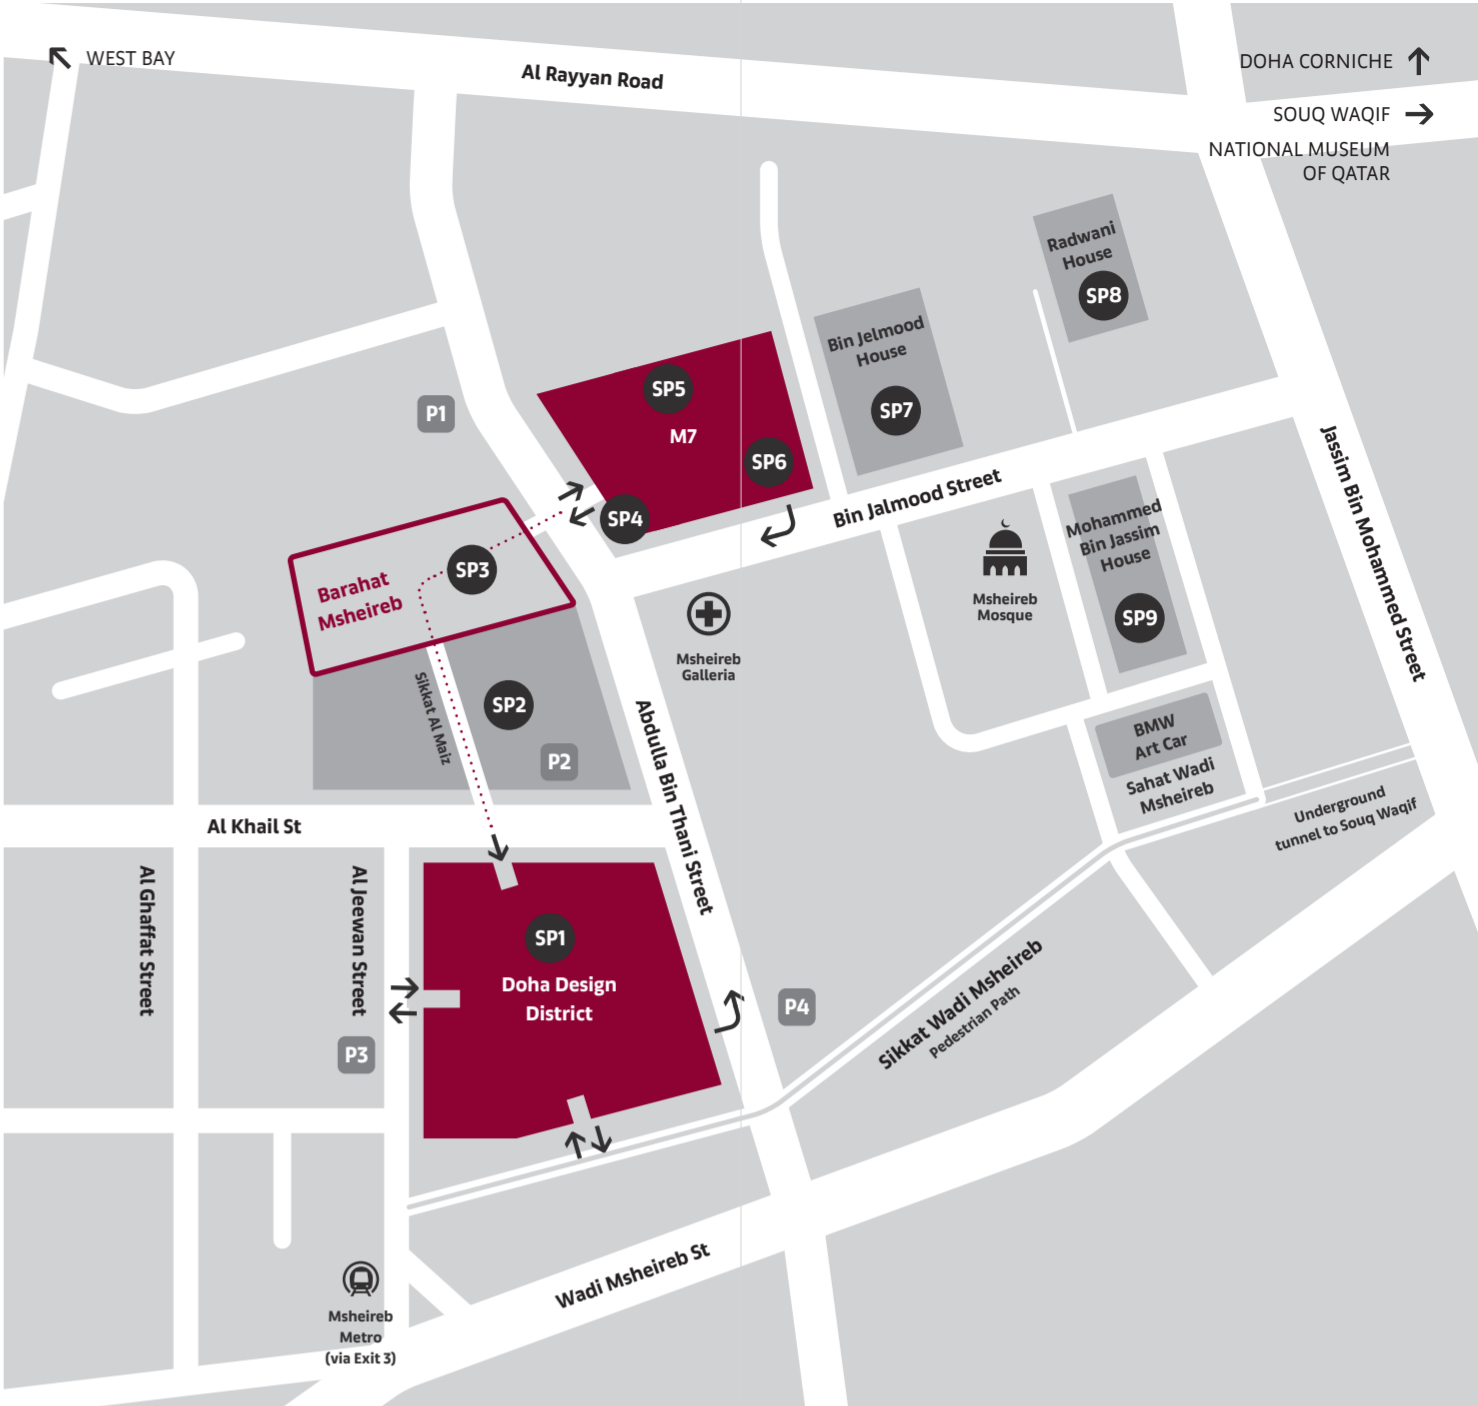 WEST BAY
Al Rayyan Road
DOHA CORNICHE
SOUQ WAQIF
NATIONAL MUSEUM
OF QATAR
Radwani
House
SP8
Bin Jelmood
House
SP7
SP5
M7
SP6
P1
SP4
Bin Jalmood Street
Jassim Bin Mohammed Street
Barahat
Msheireb
SP3
Mohammed
Bin Jassim
House
SP9
Msheireb
Mosque
Msheireb
Galleria
Sikkat Al Maiz
SP2
P2
Abdulla Bin Thani Street
BMW
Art Car
Sahat Wadi
Msheireb
Underground
tunnel to Souq Waqif
Al Khail St
Al Ghaffat Street
Al Jeewan Street
SP1
Doha Design
District
P3
P4
Sikkat Wadi Msheireb
Pedestrian Path
Wadi Msheireb St
Msheireb
Metro
(via Exit 3)